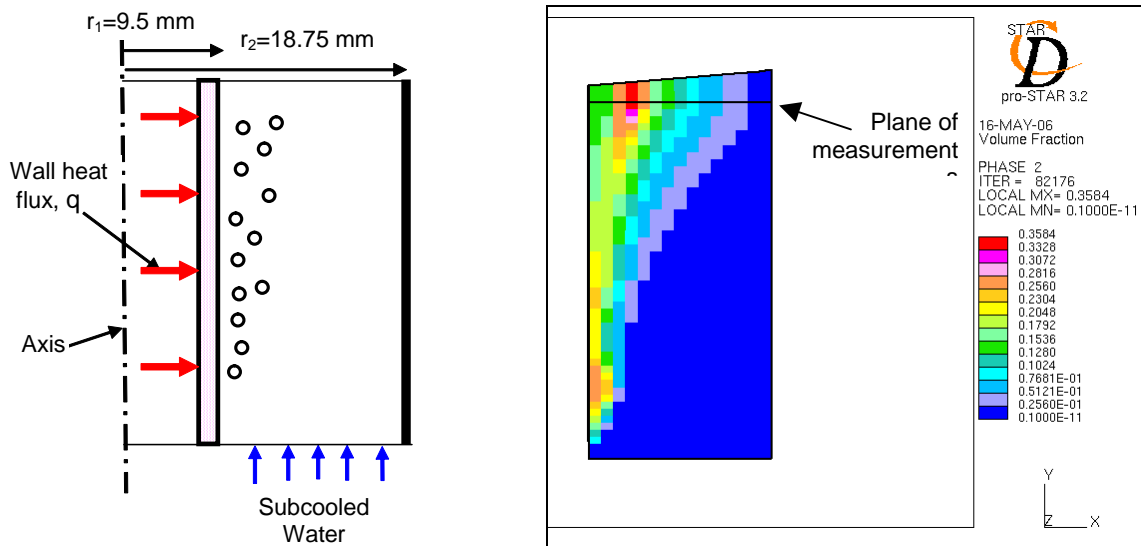 r1=9.5 mm
r2=18.75 mm
Wall heat
flux, q
Axis
Subcooled
Water
Plane of
measurement
STAR
D
pro-STAR 3.2
16-MAY-06
Volume Fraction
PHASE 2
ITER = 82176
LOCAL MX= 0.3584
LOCAL MN= 0.1000E-11
0.3584
0.3328
0.3072
0.2816
0.2560
0.2304
0.2048
0.1792
0.1536
0.1280
0.1024
0.7681E-01
0.5121E-01
0.2560E-01
0.1000E-11
Y
Z
X